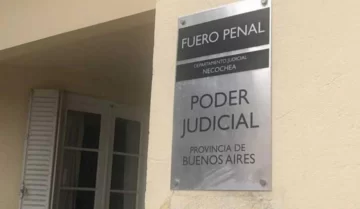 FUERO PENAL
DEPARTAMENTO JUDICIAL
NECOCHEA
PODER
JUDICIAL
PROVINCIA DE
BUENOS AIRES